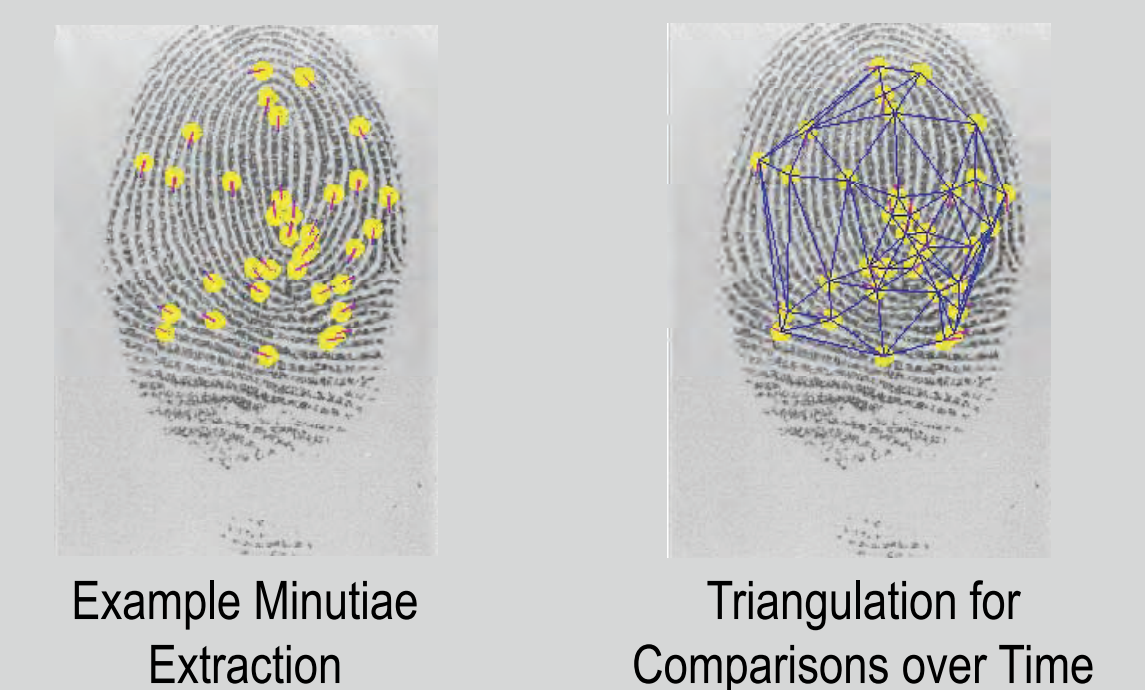 Example Minutiae
Extraction
Triangulation for
Comparisons over Time